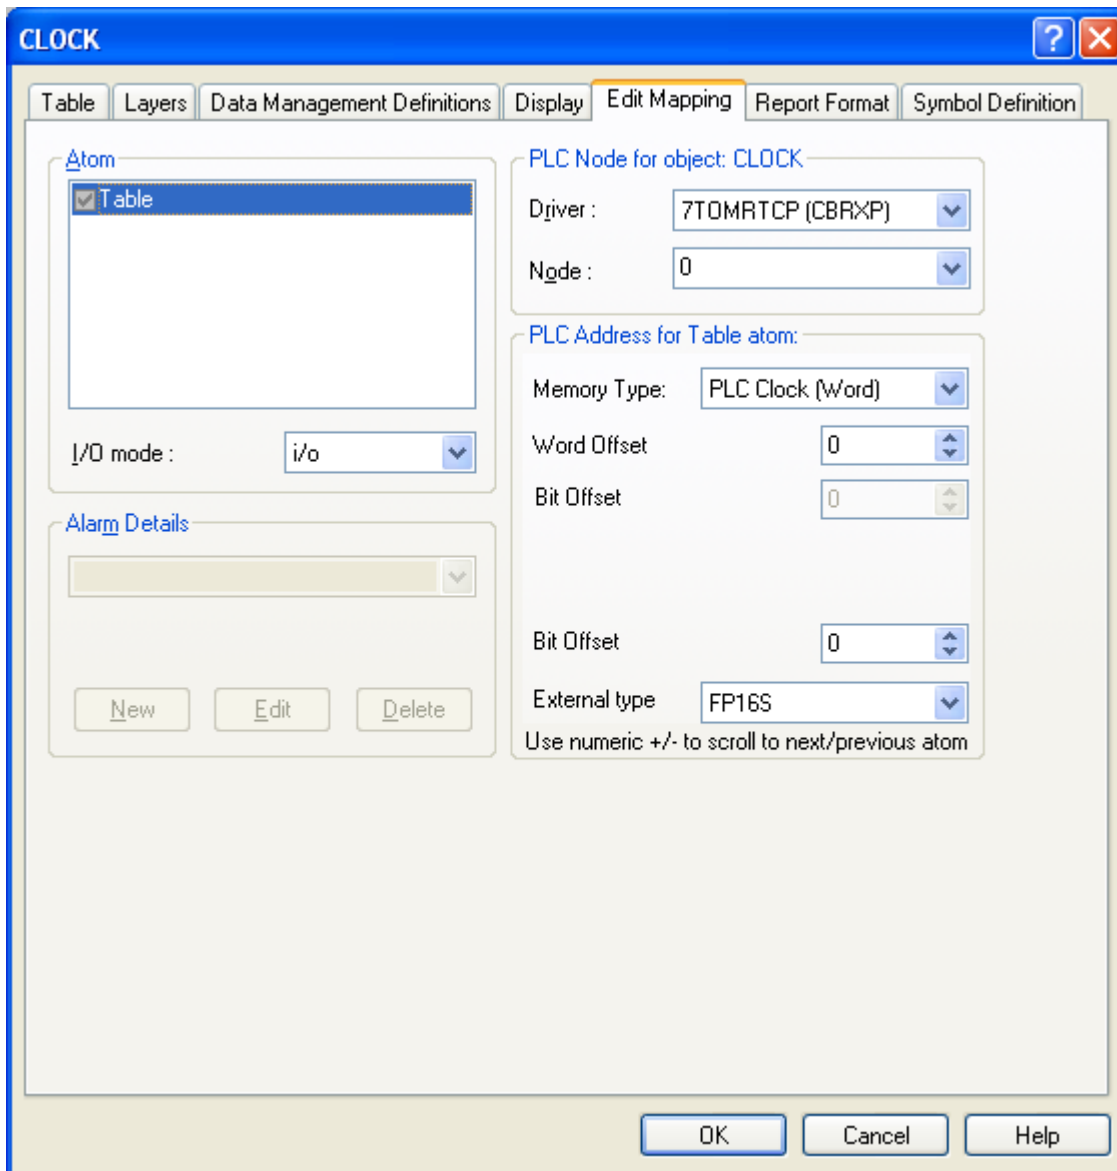 CLOCK
Table Layers Data Management Definitions Display Edit Mapping Report Format Symbol Definition
Atom
Table
I/O mode : i/o
Alarm Details
New Edit Delete
PLC Node for object: CLOCK
Driver : 7TOMRTCP (CBRXP)
Node : 0
PLC Address for Table atom:
Memory Type: PLC Clock (Word)
Word Offset 0
Bit Offset 0
Bit Offset 0
External type FP16S
Use numeric +/- to scroll to next/previous atom
OK Cancel Help